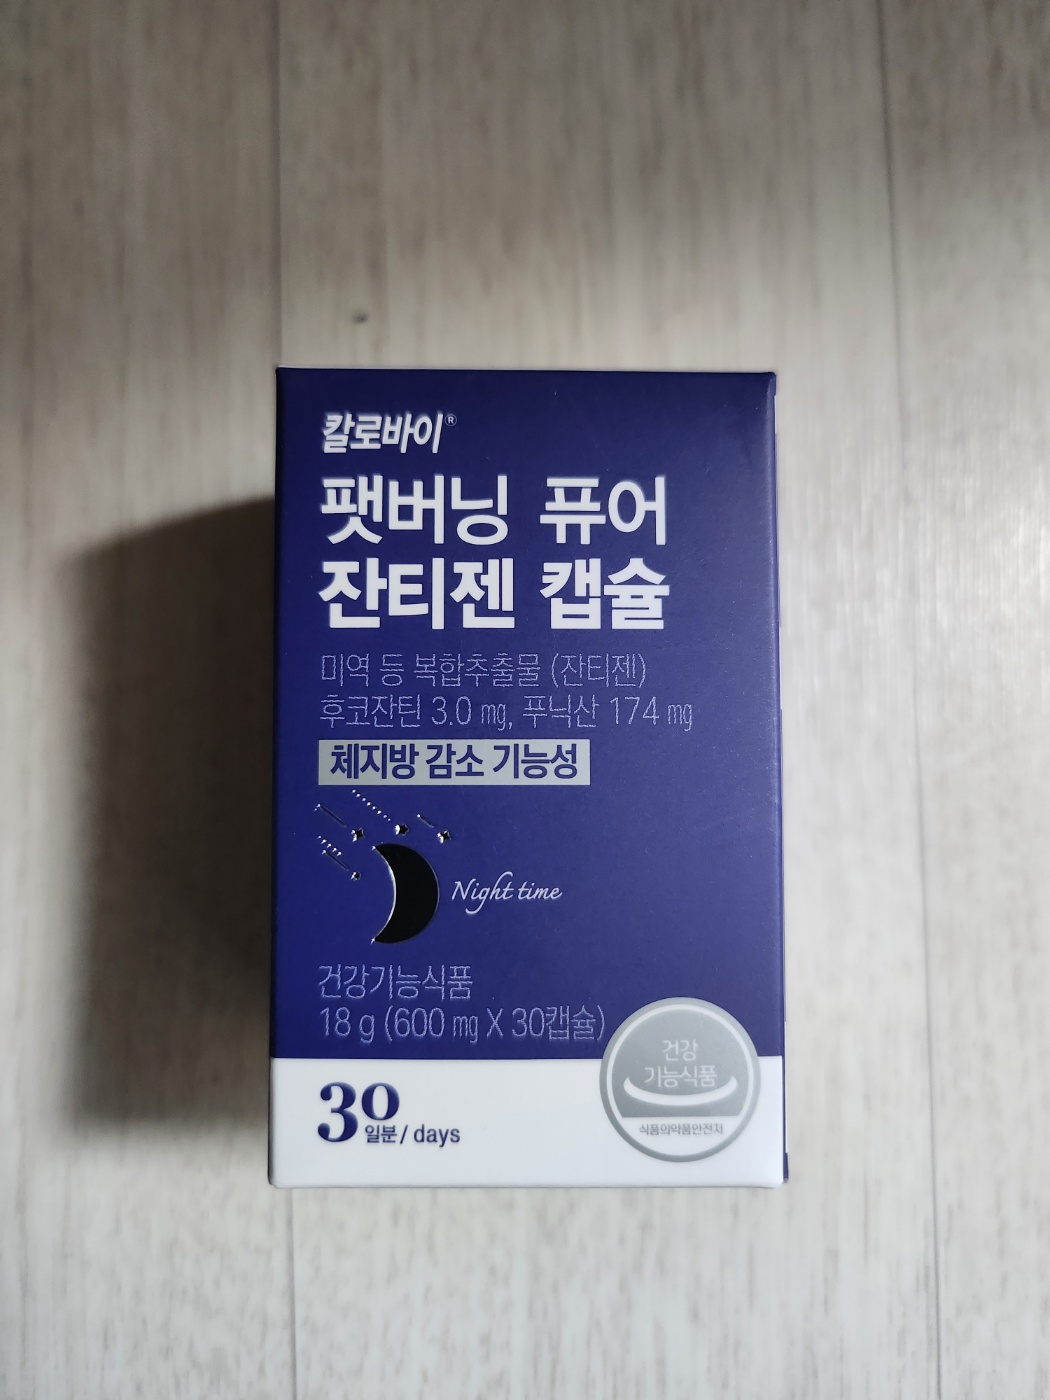 칼로바이®
팻버닝 퓨어
잔티젠 캡슐
미역 등 복합추출물 (잔티젠)
후코잔틴 3.0 ㎎, 푸닉산 174 ㎎
체지방 감소 기능성
Night time
건강기능식품
18 g (600 ㎎ X 30캡슐)
건강
기능식품
식품의약품안전처
30
일분 / days